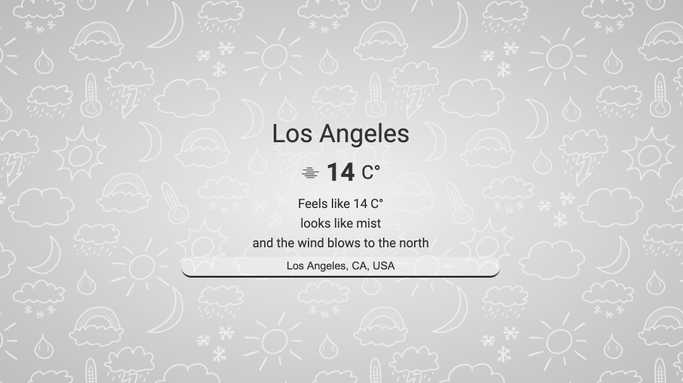 Los Angeles
14 C°
Feels like 14 C°
looks like mist
and the wind blows to the north
Los Angeles, CA, USA